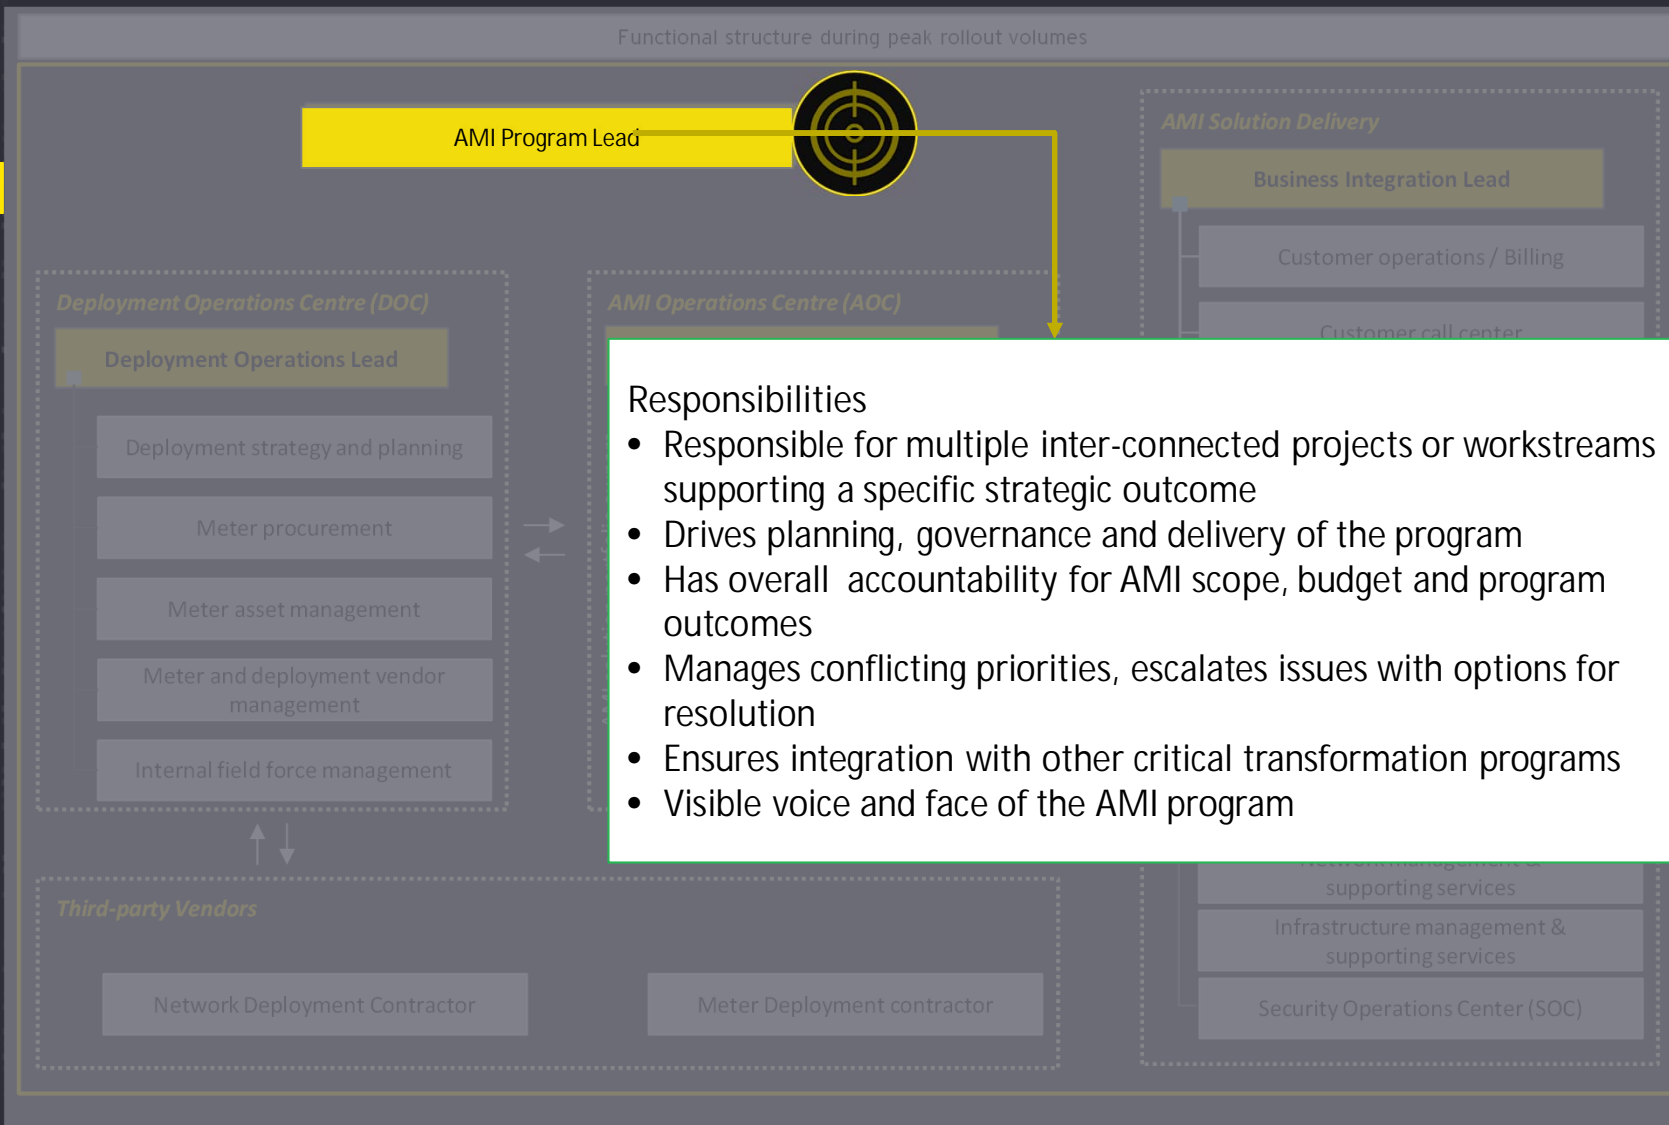 Functional structure during peak rollout volumes
AMI Program Lead
AMI Solution Delivery
Business Integration Lead
Customer operations / Billing
Customer call center
Deployment Operations Centre (DOC)
Deployment Operations Lead
Deployment strategy and planning
Meter procurement
Meter asset management
Meter and deployment vendor
management
Internal field force management
AMI Operations Centre (AOC)
Responsibilities
• Responsible for multiple inter-connected projects or workstreams
supporting a specific strategic outcome
• Drives planning, governance and delivery of the program
• Has overall accountability for AMI scope, budget and program
outcomes
• Manages conflicting priorities, escalates issues with options for
resolution
• Ensures integration with other critical transformation programs
• Visible voice and face of the AMI program
Network management &
supporting services
Infrastructure management &
supporting services
Security Operations Center (SOC)
Third-party Vendors
Network Deployment Contractor
Meter Deployment contractor